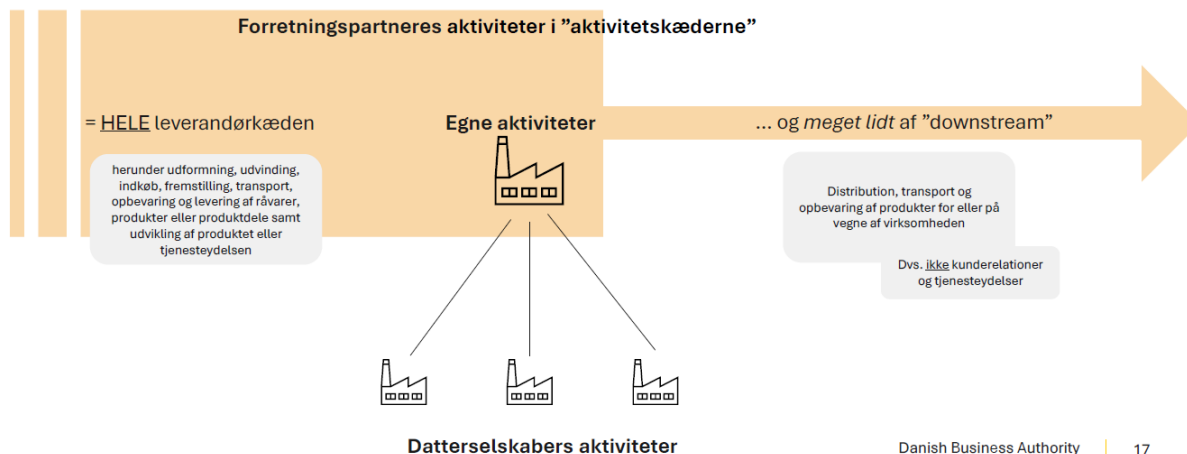 Forretningspartneres aktiviteter i ”aktivitetskæderne”
= HELE leverandørkæden
herunder udformning, udvinding,
indkøb, fremstilling, transport,
opbevaring og levering af råvarer,
produkter eller produktdele samt
udvikling af produktet eller
tjenesteydelsen
Egne aktiviteter
... og meget lidt af ”downstream”
Distribution, transport og
opbevaring af produkter for eller på
vegne af virksomheden
Dvs. ikke kunderelationer
og tjenesteydelser
Datterselskabers aktiviteter
Danish Business Authority | 17